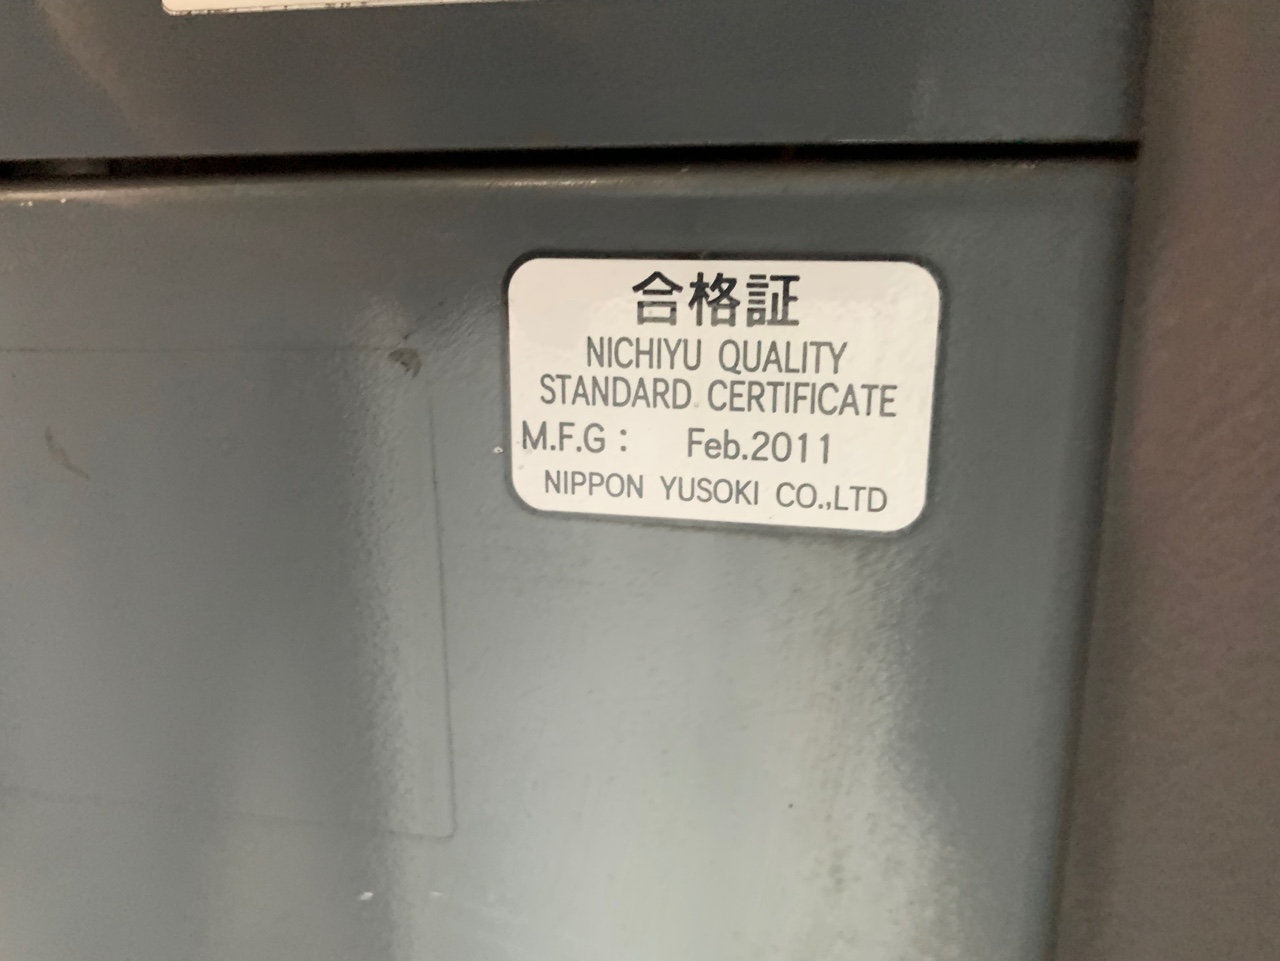 合格証
NICHIYU QUALITY
STANDARD CERTIFICATE
M.F.G : Feb.2011
NIPPON YUSOKI CO.,LTD